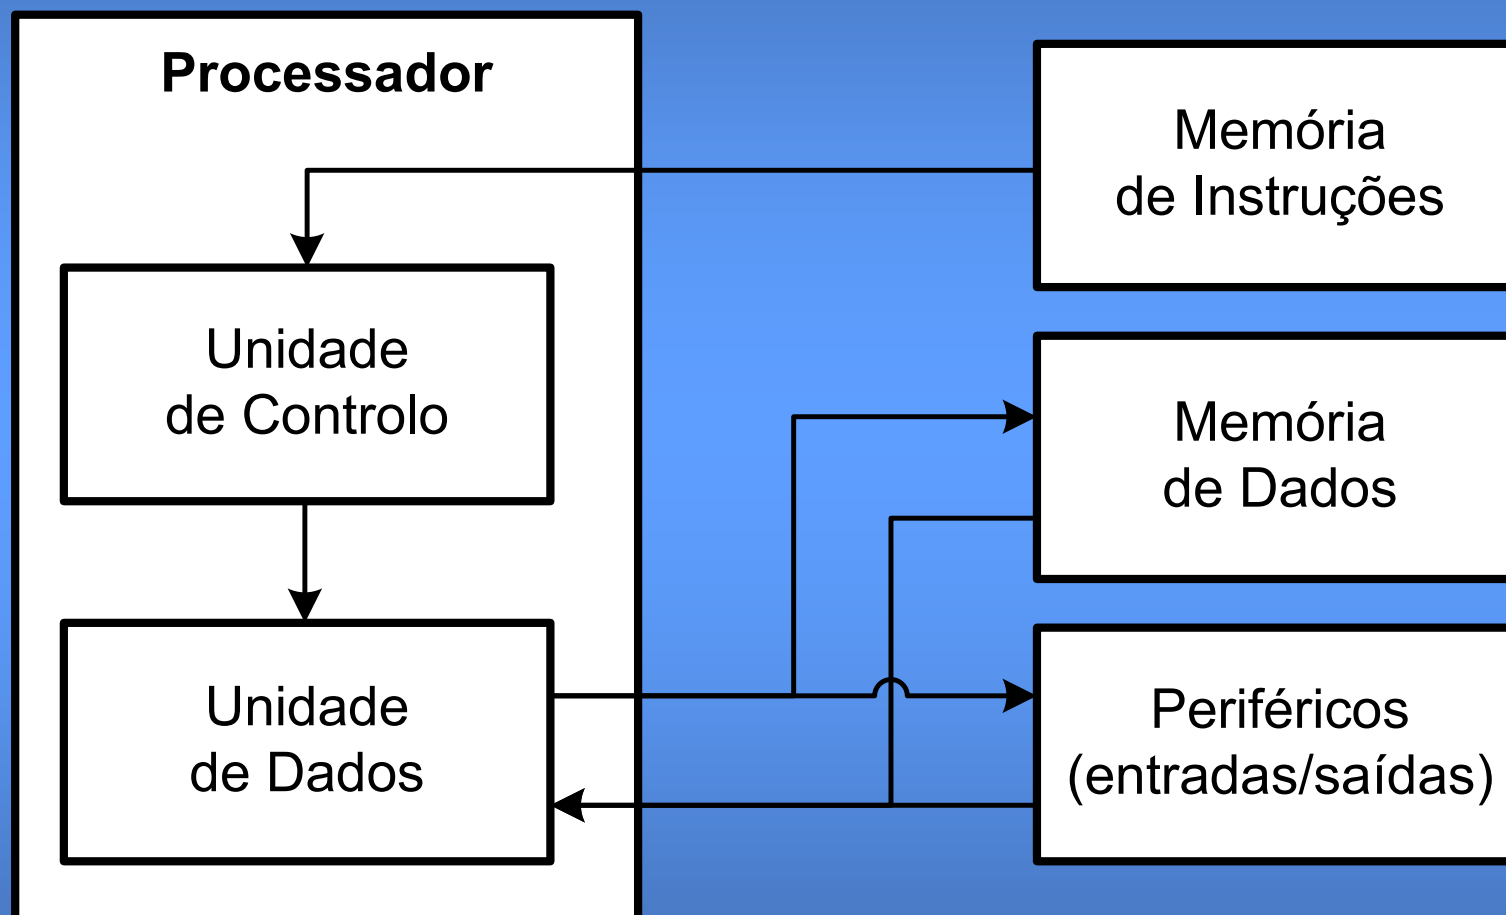 Processador
Memória
de Instruções
Unidade
de Controlo
Memória
de Dados
Unidade
de Dados
Periféricos
(entradas/saídas)